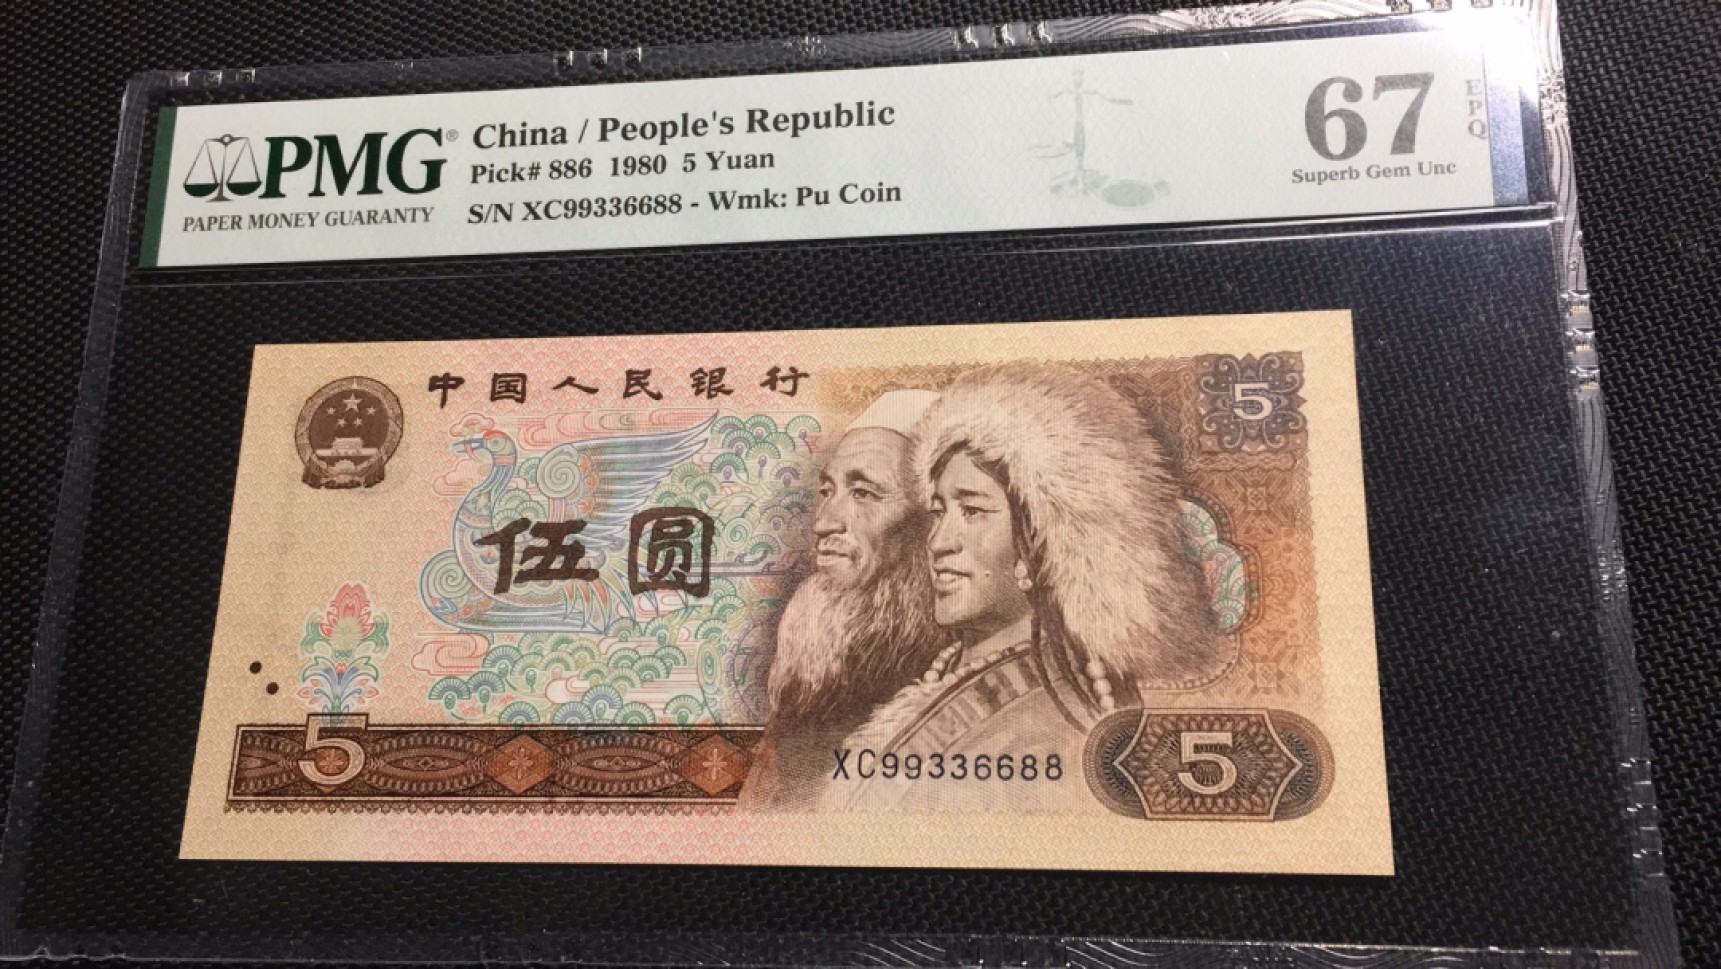 PMG®
PAPER MONEY GUARANTY
China / People's Republic
Pick# 886 1980 5 Yuan
S/N XC99336688 - Wmk: Pu Coin
67
EPQ
Superb Gem Unc
中国人民银行
5
伍圆
5
XC99336688
5